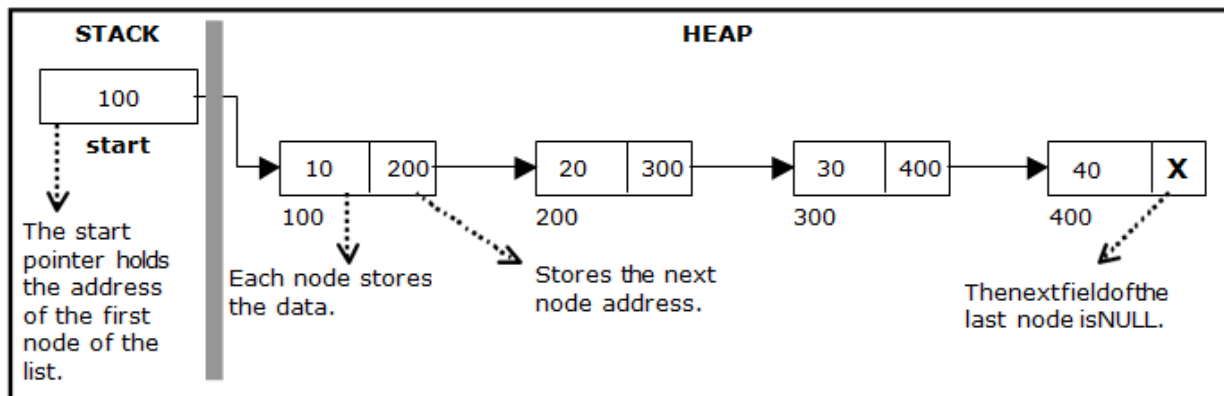 STACK
HEAP
100
start
10 200
20 300
30 400
40 X
100
200
300
400
The start
pointer holds
the address
of the first
node of the
list.
Each node stores
the data.
Stores the next
node address.
Thenextfieldofthe
last node isNULL.